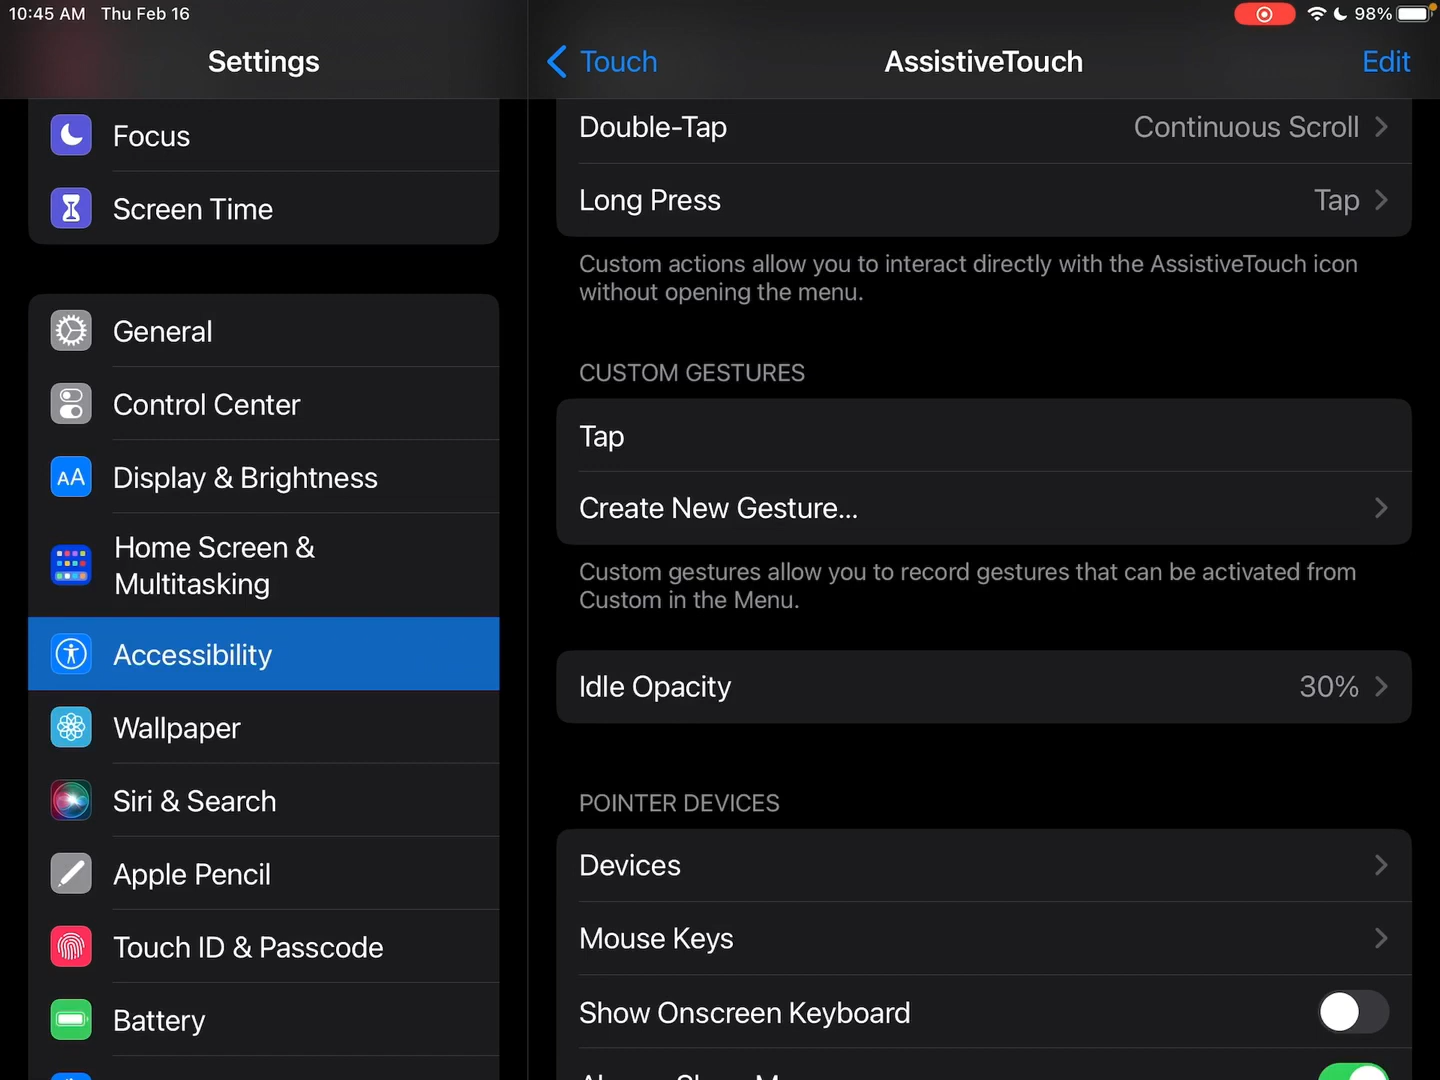 10:45 AM Thu Feb 16
98%
Settings
Focus
Screen Time
General
Control Center
AA Display & Brightness
Home Screen &
Multitasking
Accessibility
Wallpaper
Siri & Search
Apple Pencil
Touch ID & Passcode
Battery
Touch
AssistiveTouch
Edit
Double-Tap Continuous Scroll
Long Press Tap
Custom actions allow you to interact directly with the AssistiveTouch icon
without opening the menu.
CUSTOM GESTURES
Tap
Create New Gesture...
Custom gestures allow you to record gestures that can be activated from
Custom in the Menu.
Idle Opacity 30%
POINTER DEVICES
Devices
Mouse Keys
Show Onscreen Keyboard